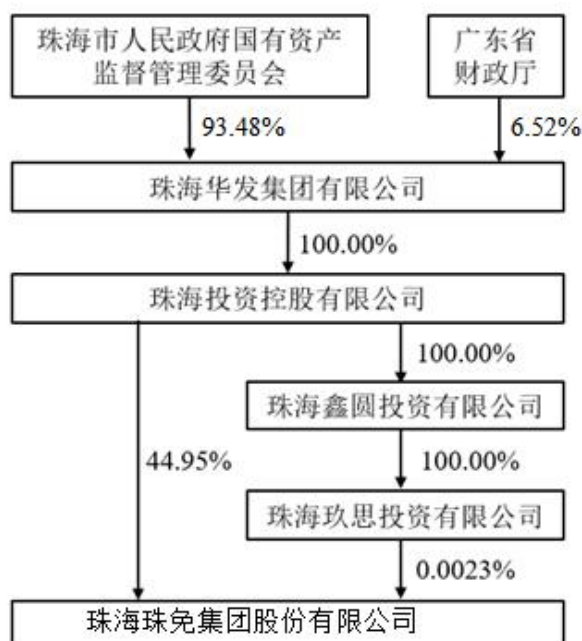 珠海市人民政府国有资产
监督管理委员会
广东省
财政厅
93.48%
6.52%
珠海华发集团有限公司
100.00%
珠海投资控股有限公司
100.00%
珠海鑫圆投资有限公司
44.95%
100.00%
珠海玖思投资有限公司
0.0023%
珠海珠免集团股份有限公司